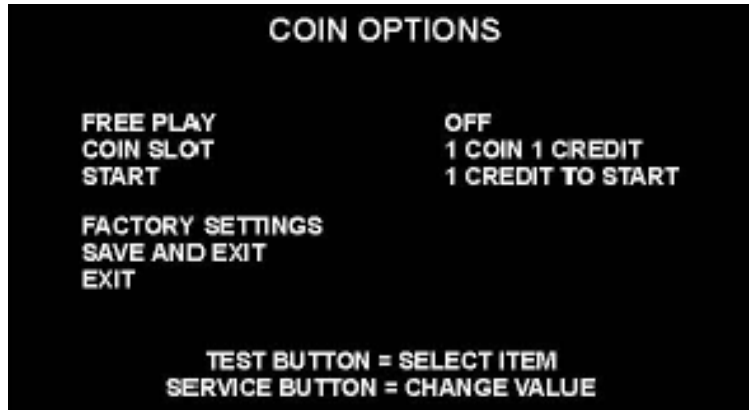 COIN OPTIONS
FREE PLAY OFF
COIN SLOT 1 COIN 1 CREDIT
START 1 CREDIT TO START
FACTORY SETTINGS
SAVE AND EXIT
EXIT
TEST BUTTON = SELECT ITEM
SERVICE BUTTON = CHANGE VALUE